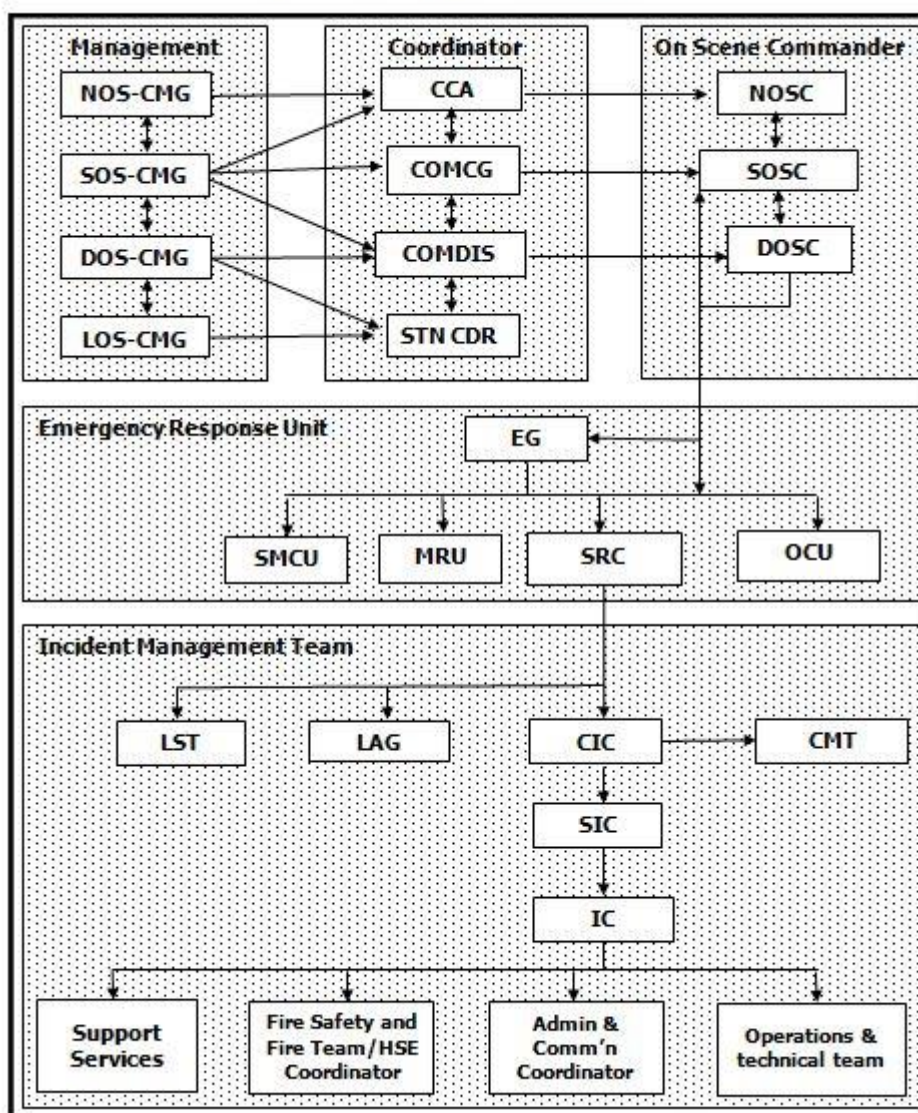 Management
Coordinator
On Scene Commander
NOS-CMG
CCA
NOSC
SOS-CMG
COMCG
SOSC
DOS-CMG
COMDIS
DOSC
LOS-CMG
STN CDR
Emergency Response Unit
EG
SMCU
MRU
SRC
OCU
Incident Management Team
LST
LAG
CIC
CMT
SIC
IC
Support
Services
Fire Safety and
Fire Team/HSE
Coordinator
Admin &
Comm’n
Coordinator
Operations &
technical team